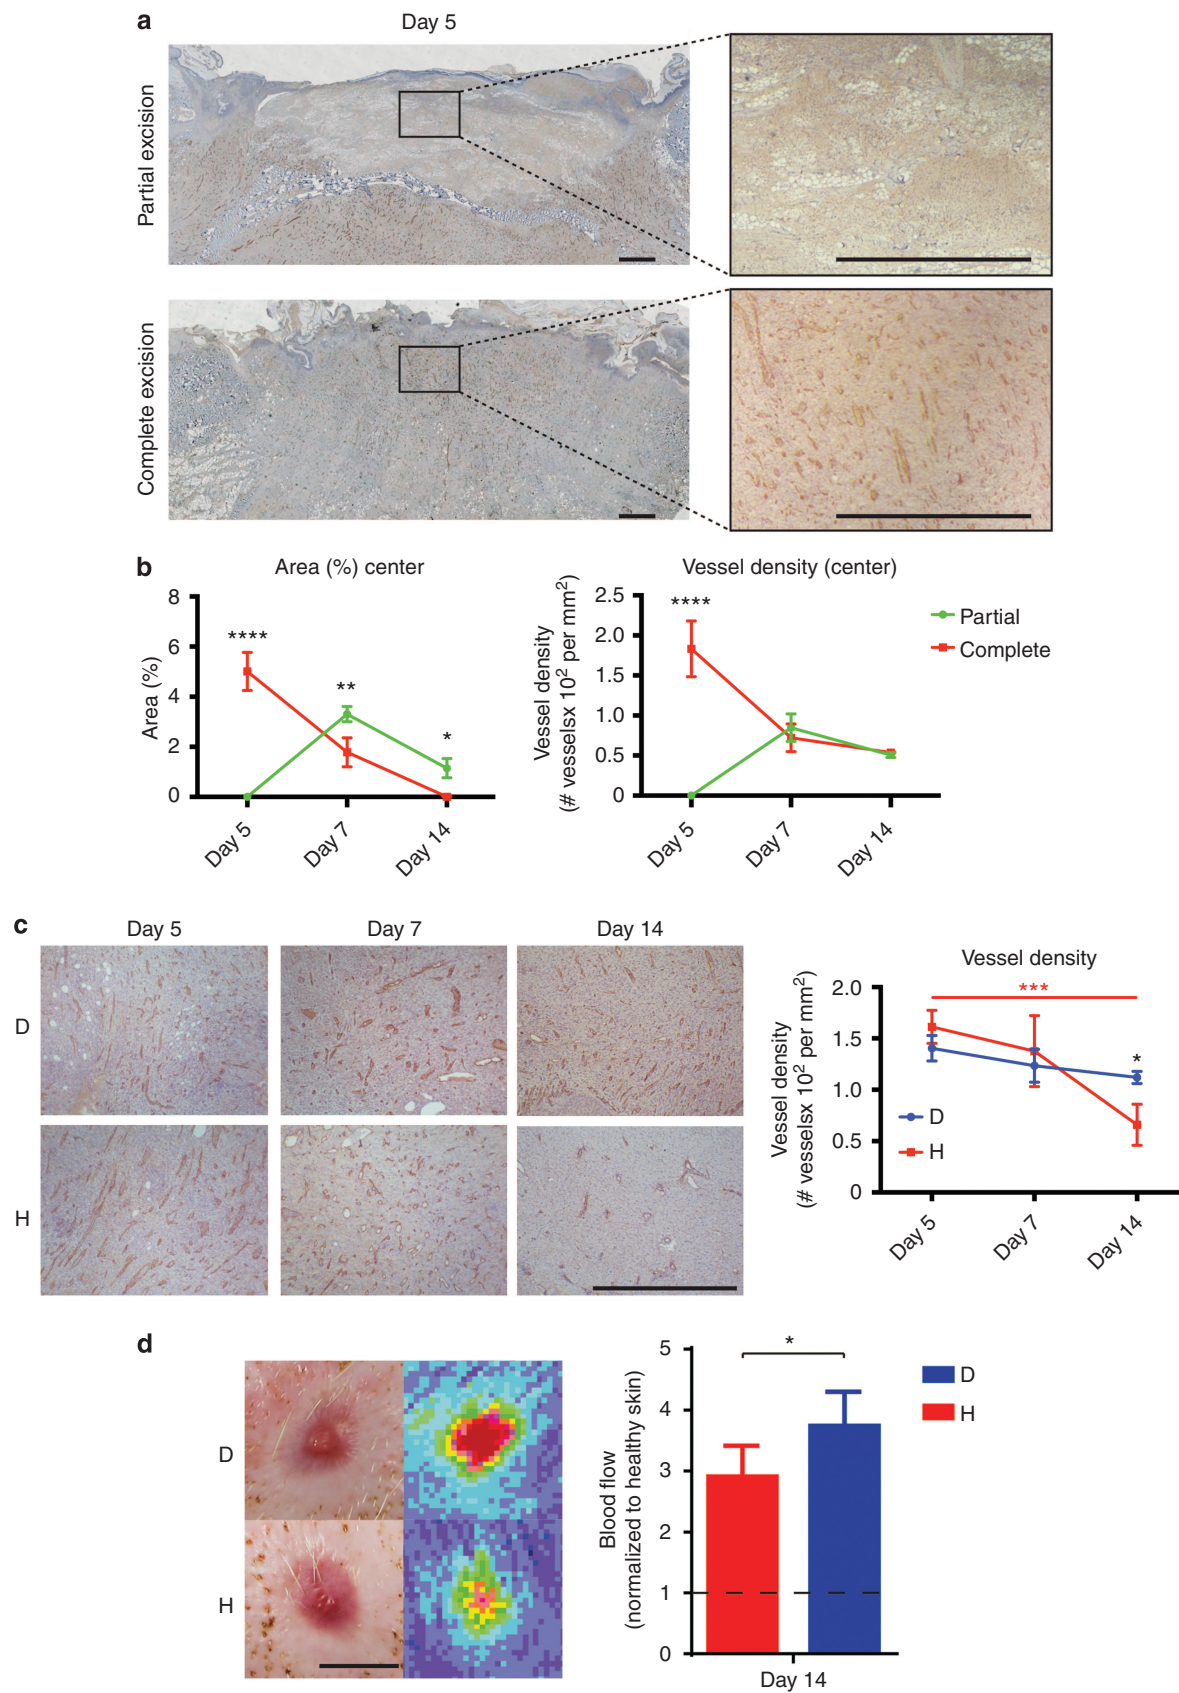 a
Day 5
Partial excision
Complete excision
b
Area (%) center
Area (%)
8
6
4
2
0
****
**
*
Day 5
Day 7
Day 14
Vessel density (center)
Vessel density
(# vesselsx 10² per mm²)
2.5
2.0
1.5
1.0
0.5
0
****
Day 5
Day 7
Day 14
Partial
Complete
c
Day 5
Day 7
Day 14
D
H
Vessel density
Vessel density
(# vesselsx 10² per mm²)
2.0
1.5
1.0
0.5
0
***
*
D
H
Day 5
Day 7
Day 14
d
D
H
Blood flow
(normalized to healthy skin)
5
4
3
2
1
0
*
Day 14
D
H